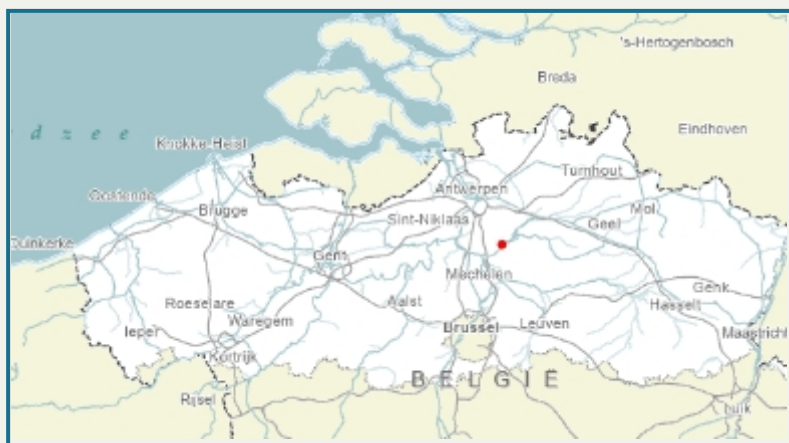 's-Hertogenbosch
Breda
Eindhoven
d z e e
Knokke-Heist
Turnhout
Antwerpen
Oostende
Brugge
Sint-Niklaas
Mol
Geel
Duinkerke
Gent
Mechelen
Genk
Roeselare
Aalst
Hasselt
Waregem
Brussel
Leuven
Ieper
Maastricht
Kortrijk
BELGIË
Rijsel
Luik